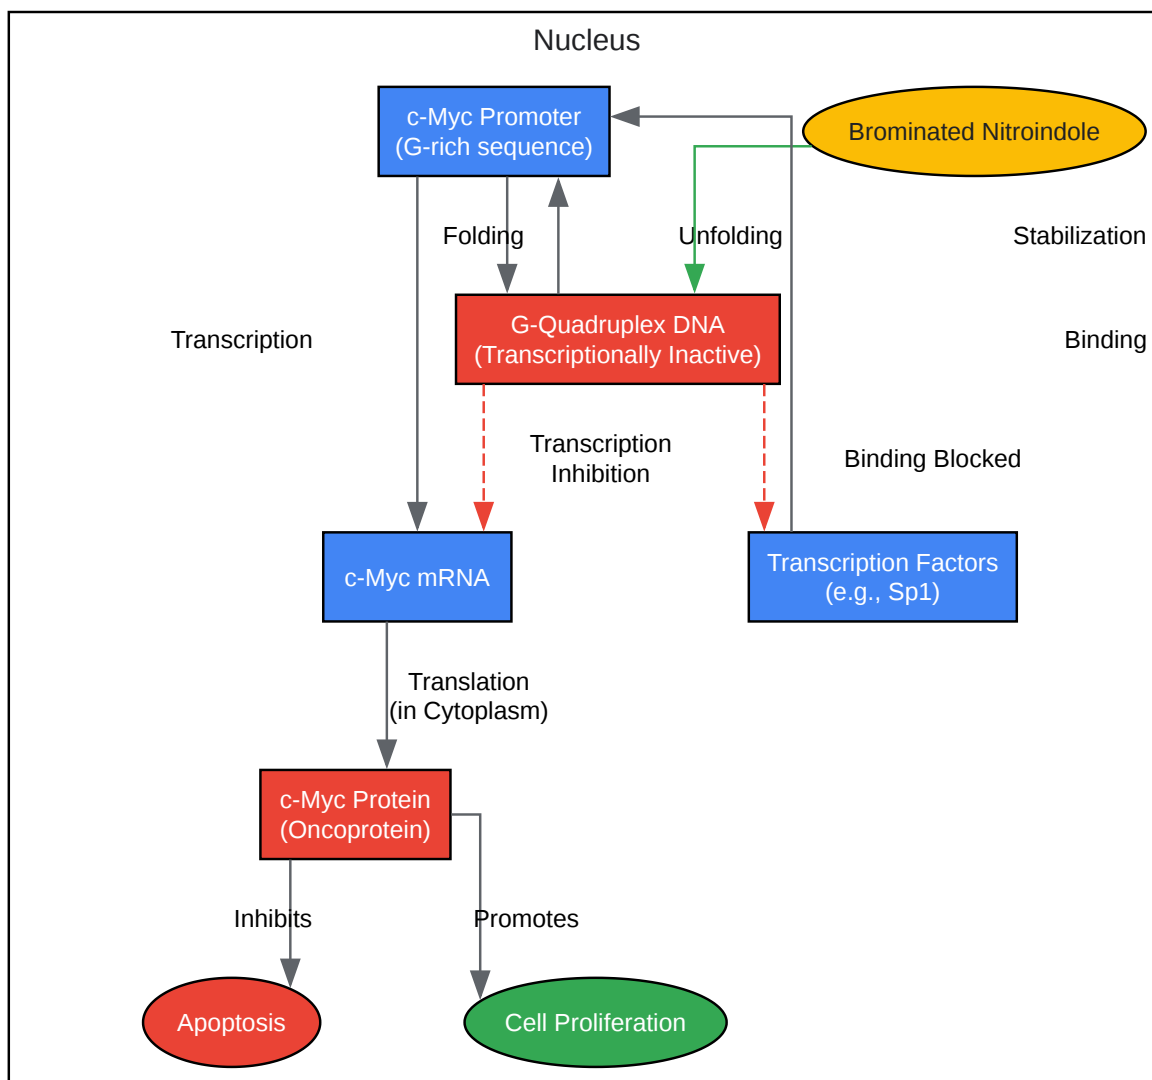 Nucleus
c-Myc Promoter
(G-rich sequence)
Brominated Nitroindole
Folding
Unfolding
Stabilization
G-Quadruplex DNA
(Transcriptionally Inactive)
Transcription
Binding
Transcription
Inhibition
Binding Blocked
c-Myc mRNA
Transcription Factors
(e.g., Sp1)
Translation
(in Cytoplasm)
c-Myc Protein
(Oncoprotein)
Inhibits
Promotes
Apoptosis
Cell Proliferation